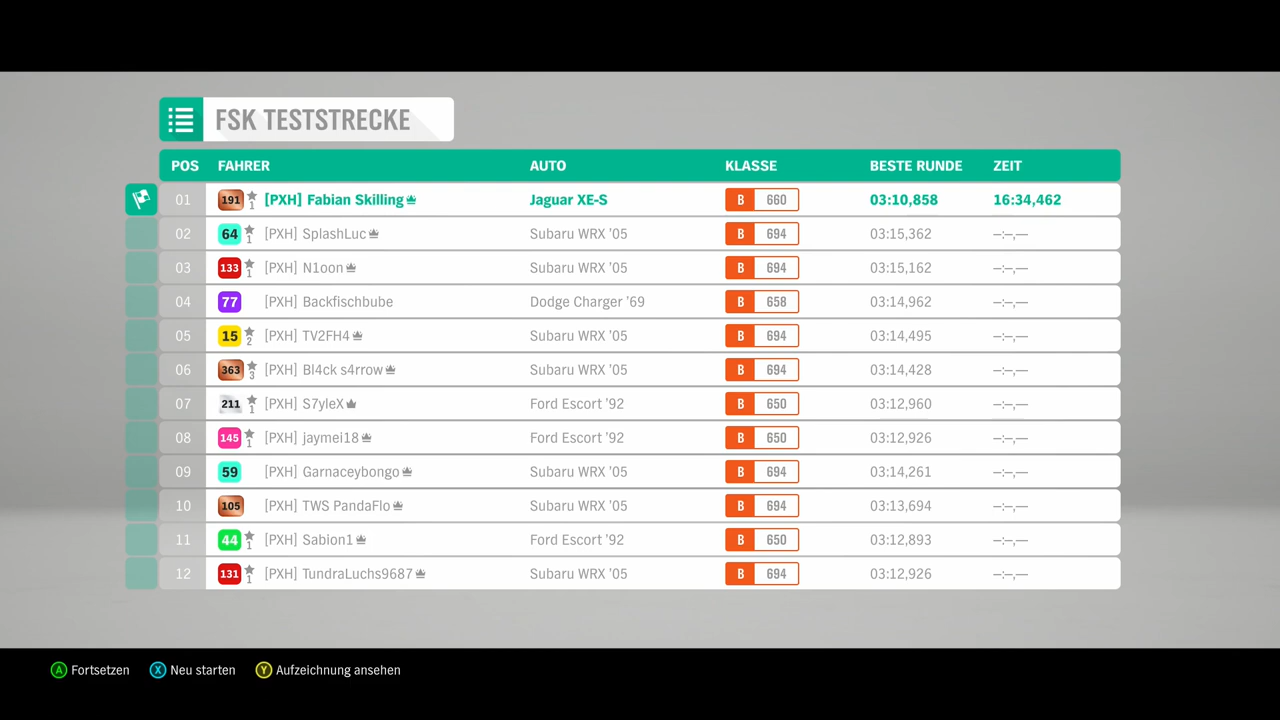 FSK TESTSTRECKE
POS FAHRER AUTO KLASSE BESTE RUNDE ZEIT
01 191 1 [PXH] Fabian Skilling Jaguar XE-S B 660 03:10,858 16:34,462
02 64 1 [PXH] SplashLuc Subaru WRX '05 B 694 03:15,362 –:–,–
03 133 1 [PXH] N1oon Subaru WRX '05 B 694 03:15,162 –:–,–
04 77 [PXH] Backfischbube Dodge Charger '69 B 658 03:14,962 –:–,–
05 15 2 [PXH] TV2FH4 Subaru WRX '05 B 694 03:14,495 –:–,–
06 363 3 [PXH] Bl4ck s4rrow Subaru WRX '05 B 694 03:14,428 –:–,–
07 211 1 [PXH] S7yleX Ford Escort '92 B 650 03:12,960 –:–,–
08 145 1 [PXH] jaymei18 Ford Escort '92 B 650 03:12,926 –:–,–
09 59 [PXH] Garnaceybongo Subaru WRX '05 B 694 03:14,261 –:–,–
10 105 [PXH] TWS PandaFlo Subaru WRX '05 B 694 03:13,694 –:–,–
11 44 1 [PXH] Sabion1 Ford Escort '92 B 650 03:12,893 –:–,–
12 131 1 [PXH] TundraLuchs9687 Subaru WRX '05 B 694 03:12,926 –:–,–
A Fortsetzen X Neu starten Y Aufzeichnung ansehen